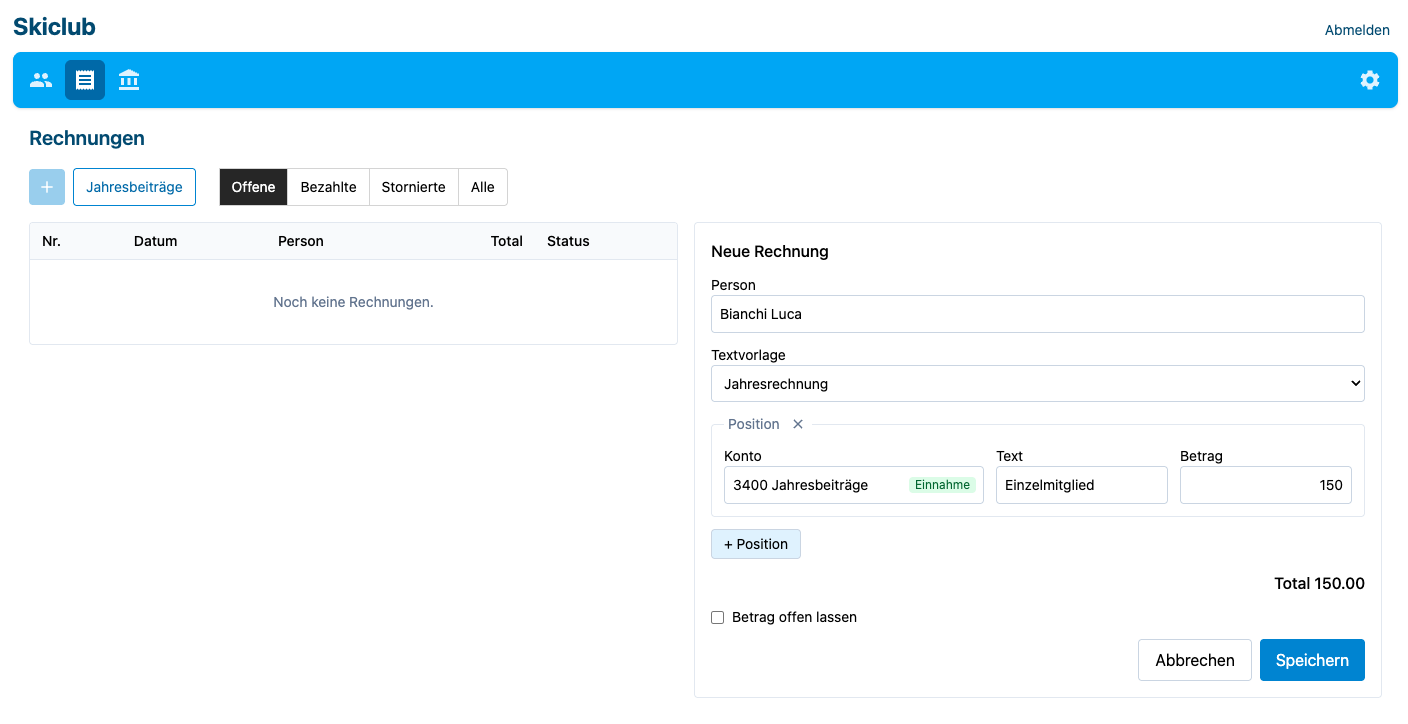 Skiclub
Abmelden
Rechnungen
+ Jahresbeiträge Offene Bezahlte Stornierte Alle
Nr. Datum Person Total Status
Noch keine Rechnungen.
Neue Rechnung
Person
Bianchi Luca
Textvorlage
Jahresrechnung
Position ✕
Konto Text Betrag
3400 Jahresbeiträge Einnahme Einzelmitglied 150
+ Position
Total 150.00
Betrag offen lassen
Abbrechen Speichern